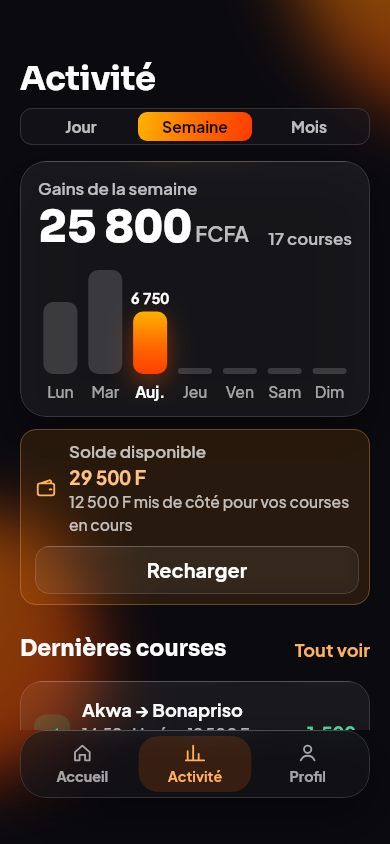 Activité
Jour Semaine Mois
Gains de la semaine
25 800 FCFA 17 courses
6 750
Lun Mar Auj. Jeu Ven Sam Dim
Solde disponible
29 500 F
12 500 F mis de côté pour vos courses
en cours
Recharger
Dernières courses Tout voir
Akwa → Bonapriso
Accueil Activité Profil